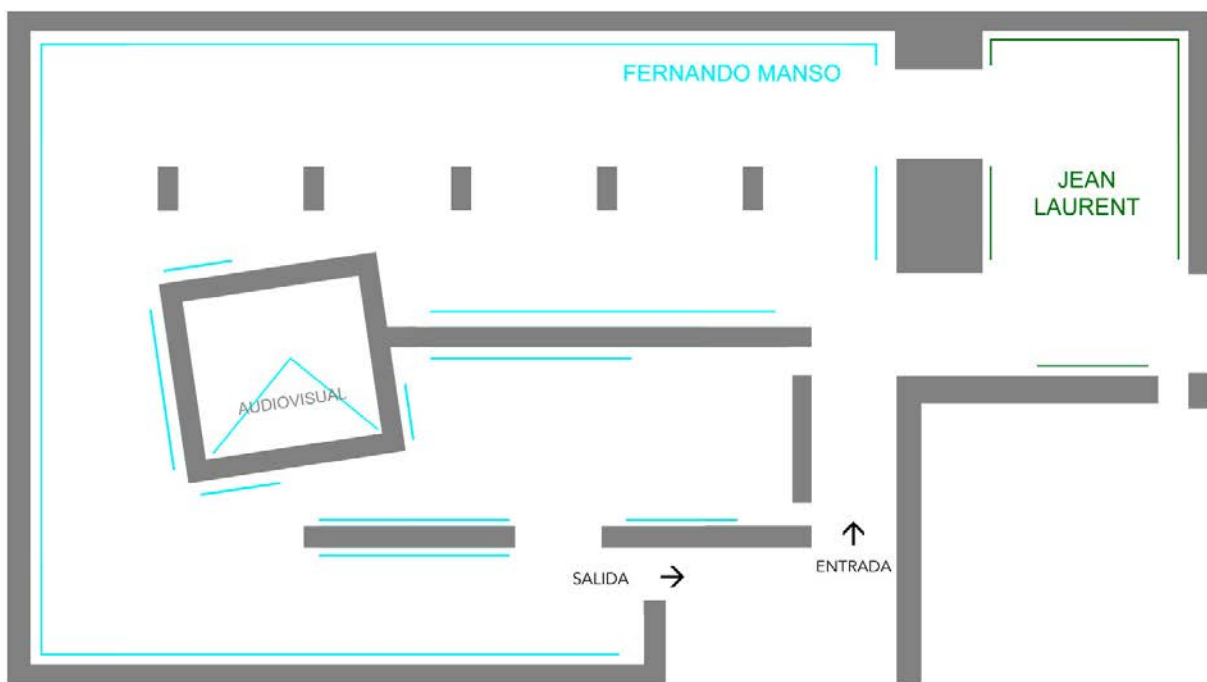 FERNANDO MANSO
JEAN
LAURENT
AUDIOVISUAL
SALIDA
ENTRADA